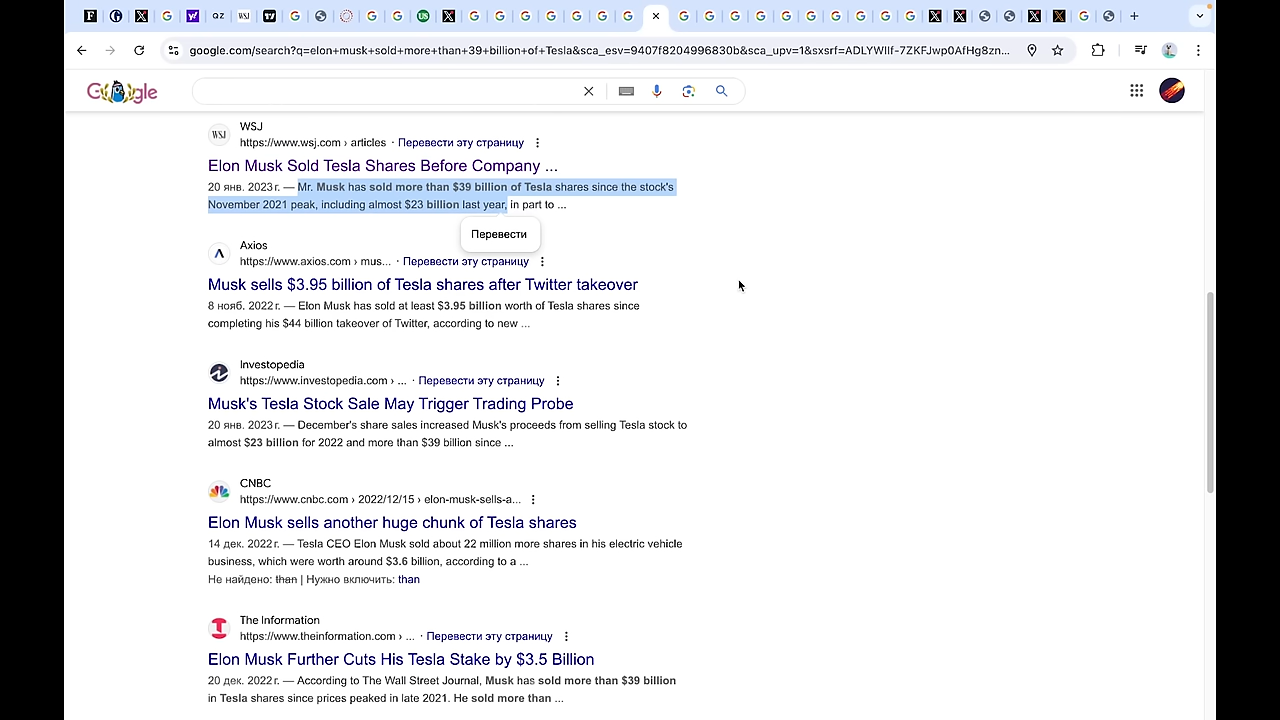 google.com/search?q=elon+musk+sold+more+than+39+billion+of+Tesla&sca_esv=9407f8204996830b&sca_upv=1&sxsrf=ADLYWIlf-7ZKFJwp0AfHg8zn...
Google
WSJ
https://www.wsj.com › articles · Перевести эту страницу
Elon Musk Sold Tesla Shares Before Company ...
20 янв. 2023 г. — Mr. Musk has sold more than $39 billion of Tesla shares since the stock's
November 2021 peak, including almost $23 billion last year, in part to ...
Перевести
Axios
https://www.axios.com › mus... · Перевести эту страницу
Musk sells $3.95 billion of Tesla shares after Twitter takeover
8 нояб. 2022 г. — Elon Musk has sold at least $3.95 billion worth of Tesla shares since
completing his $44 billion takeover of Twitter, according to new ...
Investopedia
https://www.investopedia.com › ... · Перевести эту страницу
Musk's Tesla Stock Sale May Trigger Trading Probe
20 янв. 2023 г. — December's share sales increased Musk's proceeds from selling Tesla stock to
almost $23 billion for 2022 and more than $39 billion since ...
CNBC
https://www.cnbc.com › 2022/12/15 › elon-musk-sells-a...
Elon Musk sells another huge chunk of Tesla shares
14 дек. 2022 г. — Tesla CEO Elon Musk sold about 22 million more shares in his electric vehicle
business, which were worth around $3.6 billion, according to a ...
Не найдено: than | Нужно включить: than
The Information
https://www.theinformation.com › ... · Перевести эту страницу
Elon Musk Further Cuts His Tesla Stake by $3.5 Billion
20 дек. 2022 г. — According to The Wall Street Journal, Musk has sold more than $39 billion
in Tesla shares since prices peaked in late 2021. He sold more than ...